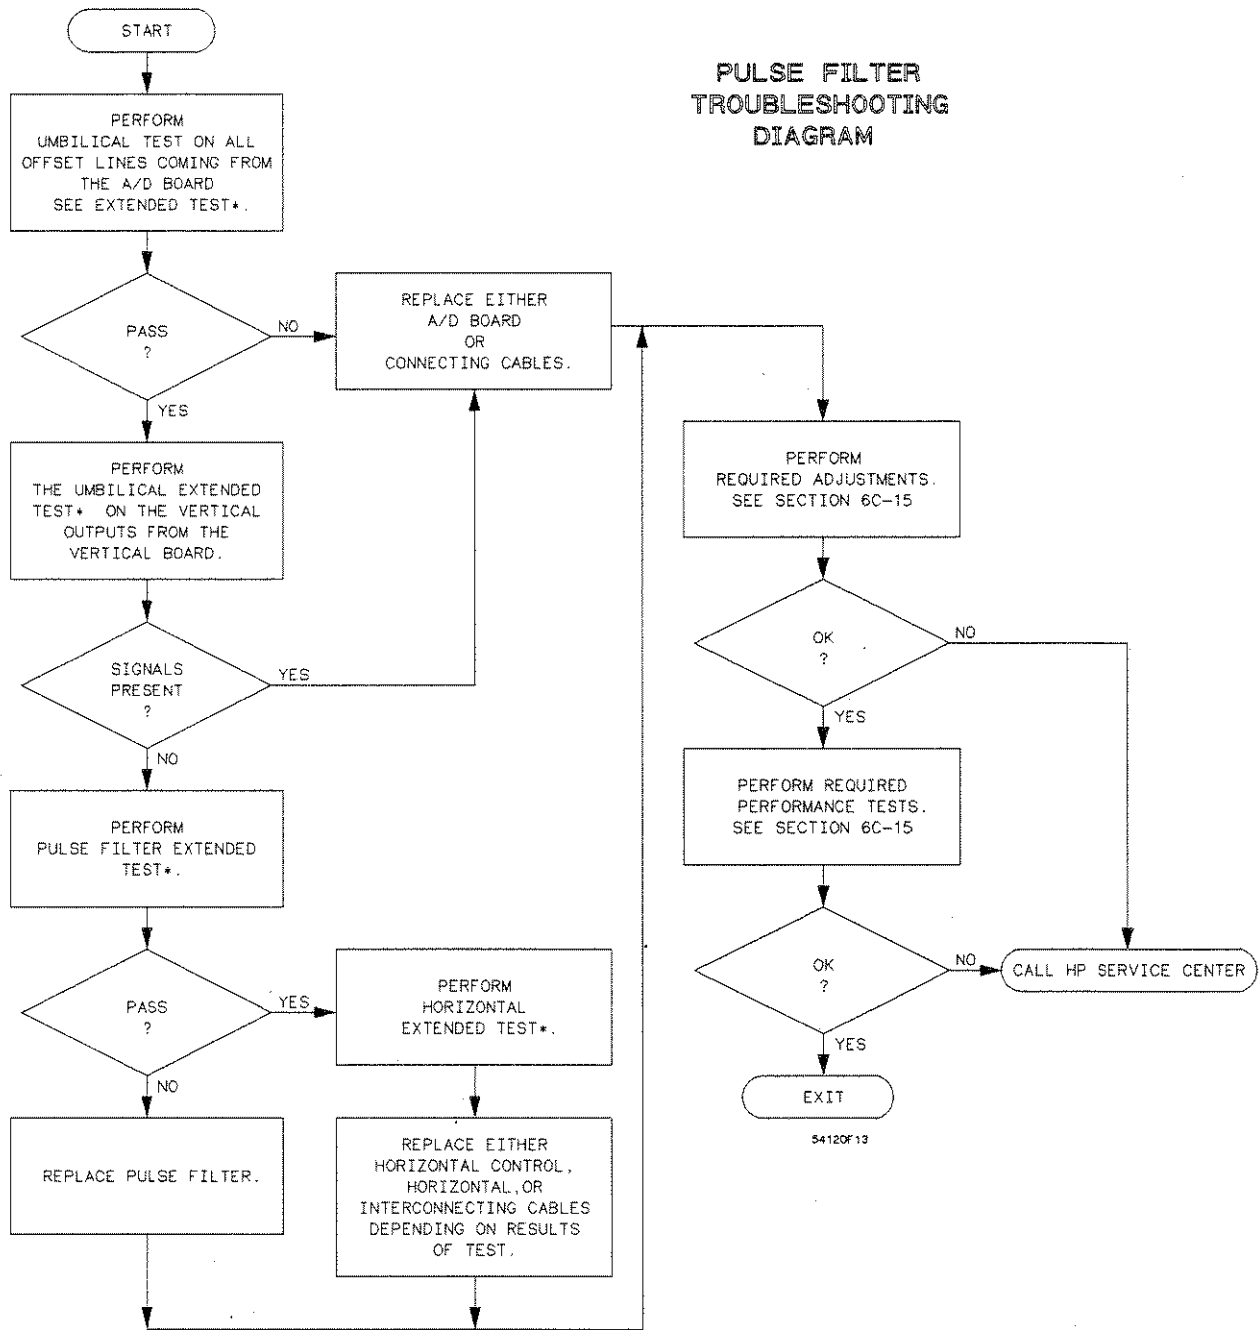 START
PULSE FILTER
TROUBLESHOOTING
DIAGRAM
PERFORM
UMBILICAL TEST ON ALL
OFFSET LINES COMING FROM
THE A/D BOARD
SEE EXTENDED TEST*.
PASS
?
NO
YES
REPLACE EITHER
A/D BOARD
OR
CONNECTING CABLES.
PERFORM
THE UMBILICAL EXTENDED
TEST* ON THE VERTICAL
OUTPUTS FROM THE
VERTICAL BOARD.
SIGNALS
PRESENT
?
YES
NO
PERFORM
PULSE FILTER EXTENDED
TEST*.
PASS
?
YES
NO
PERFORM
HORIZONTAL
EXTENDED TEST*.
REPLACE PULSE FILTER.
REPLACE EITHER
HORIZONTAL CONTROL,
HORIZONTAL, OR
INTERCONNECTING CABLES
DEPENDING ON RESULTS
OF TEST.
PERFORM
REQUIRED ADJUSTMENTS.
SEE SECTION 6C-15
OK
?
NO
YES
PERFORM REQUIRED
PERFORMANCE TESTS.
SEE SECTION 6C-15
OK
?
NO
YES
CALL HP SERVICE CENTER
EXIT
54120F13